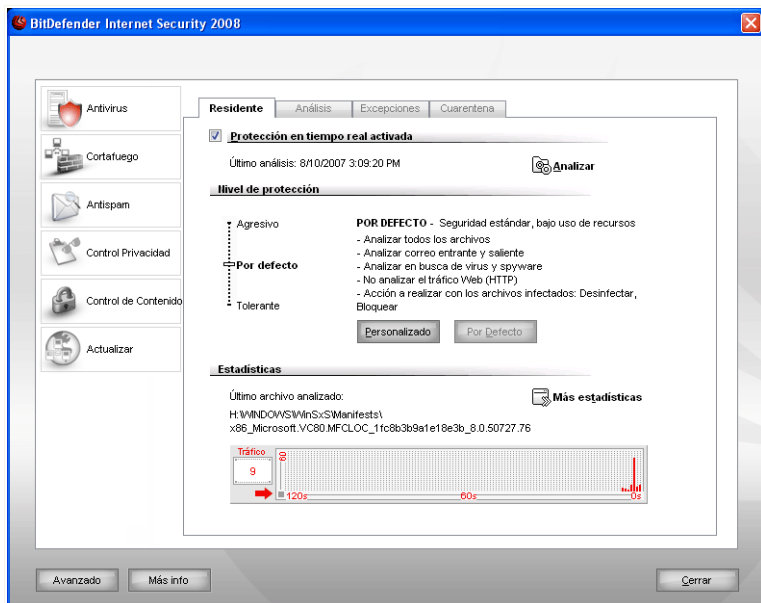 BitDefender Internet Security 2008
Antivirus
Cortafuego
Antispam
Control Privacidad
Control de Contenido
Actualizar
Residente
Análisis
Excepciones
Cuarentena
Protección en tiempo real activada
Último análisis: 8/10/2007 3:09:20 PM
Analizar
Nivel de protección
Agresivo
Por defecto
Tolerante
POR DEFECTO - Seguridad estándar, bajo uso de recursos
- Analizar todos los archivos
- Analizar correo entrante y saliente
- Analizar en busca de virus y spyware
- No analizar el tráfico Web (HTTP)
- Acción a realizar con los archivos infectados: Desinfectar,
Bloquear
Personalizado
Por Defecto
Estadísticas
Último archivo analizado:
Más estadísticas
H:\WINDOWS\WinSxS\Manifests\
x86_Microsoft.VC80.MFCLOC_1fc8b3b9a1e18e3b_8.0.50727.76
Tráfico
9
60
120s
60s
0s
Avanzado
Más info
Cerrar